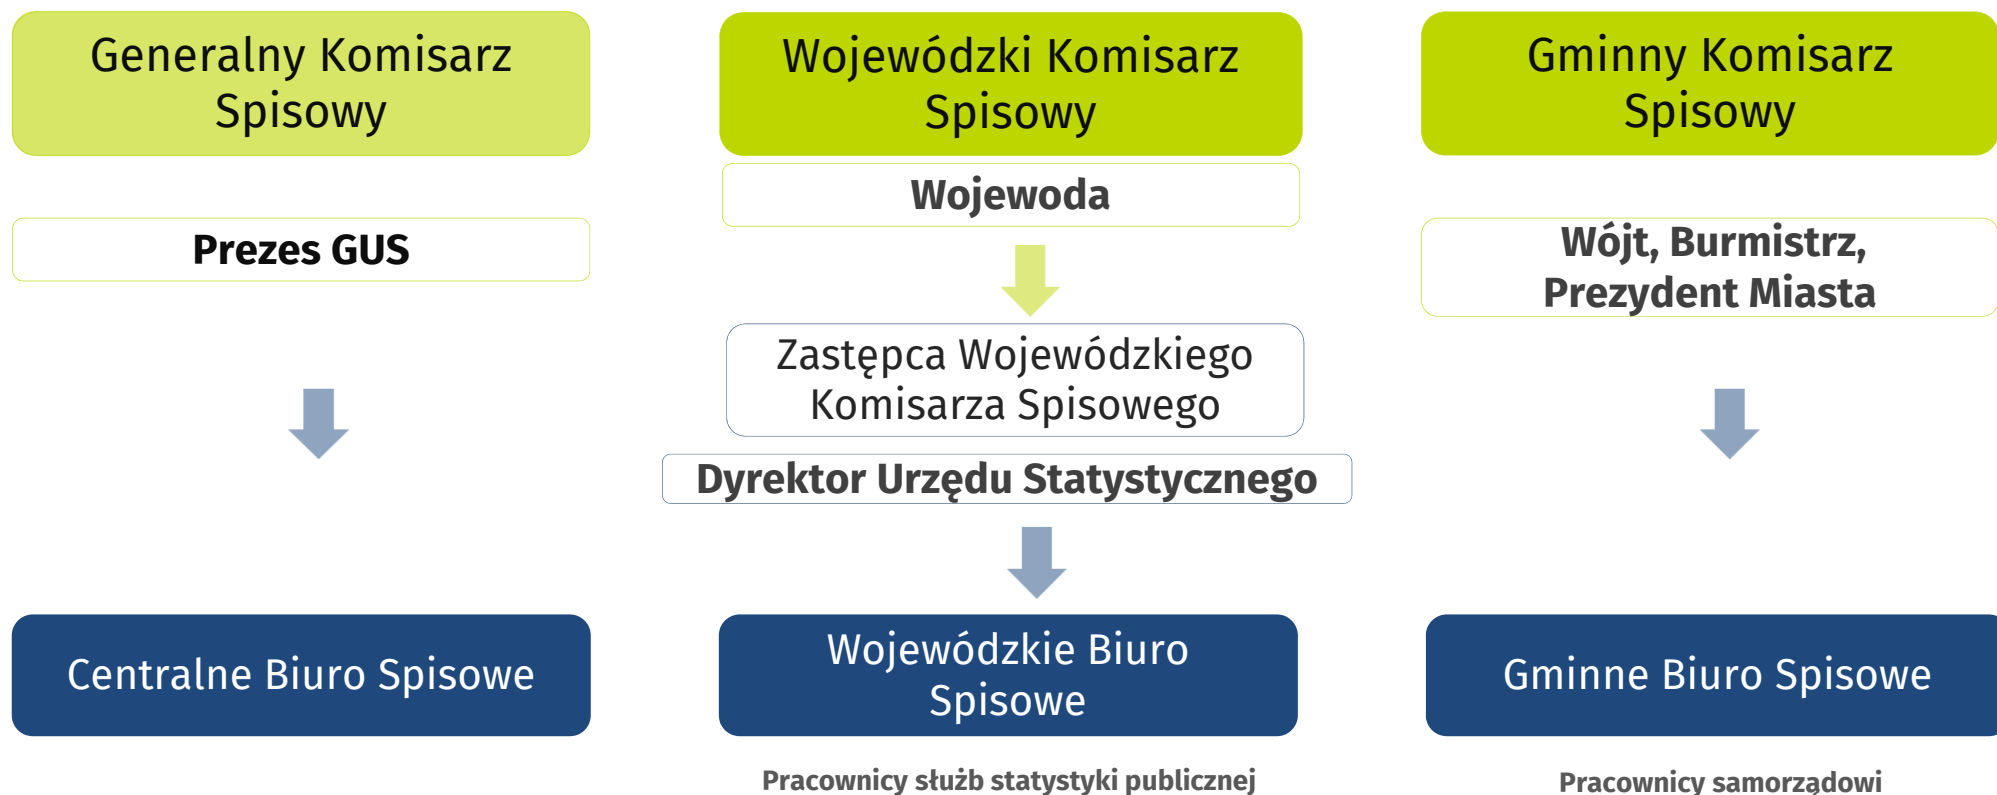 Generalny Komisarz
Spisowy
Prezes GUS
Centralne Biuro Spisowe
Wojewódzki Komisarz
Spisowy
Wojewoda
Zastępca Wojewódzkiego
Komisarza Spisowego
Dyrektor Urzędu Statystycznego
Wojewódzkie Biuro
Spisowe
Pracownicy służb statystyki publicznej
Gminny Komisarz
Spisowy
Wójt, Burmistrz,
Prezydent Miasta
Gminne Biuro Spisowe
Pracownicy samorządowi